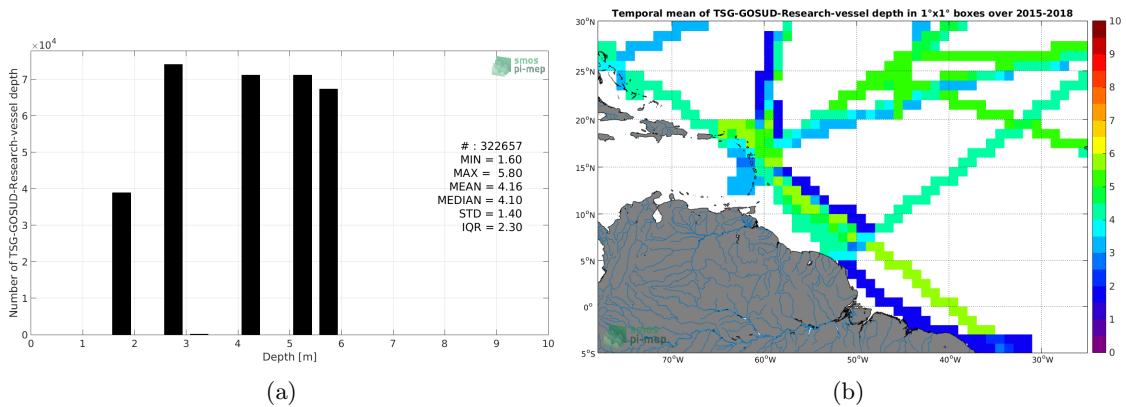 Temporal mean of TSG-GOSUD-Research-vessel depth in 1°x1° boxes over 2015-2018
×10⁴
Number of TSG-GOSUD-Research-vessel depth
7
6
5
4
3
2
1
0
0 1 2 3 4 5 6 7 8 9 10
Depth [m]
smos
pi-mep
# : 322657
MIN = 1.60
MAX = 5.80
MEAN = 4.16
MEDIAN = 4.10
STD = 1.40
IQR = 2.30
30°N
25°N
20°N
15°N
10°N
5°N
0°
5°S
70°W 60°W 50°W 40°W 30°W
smos
pi-mep
10
9
8
7
6
5
4
3
2
1
0
(a) (b)